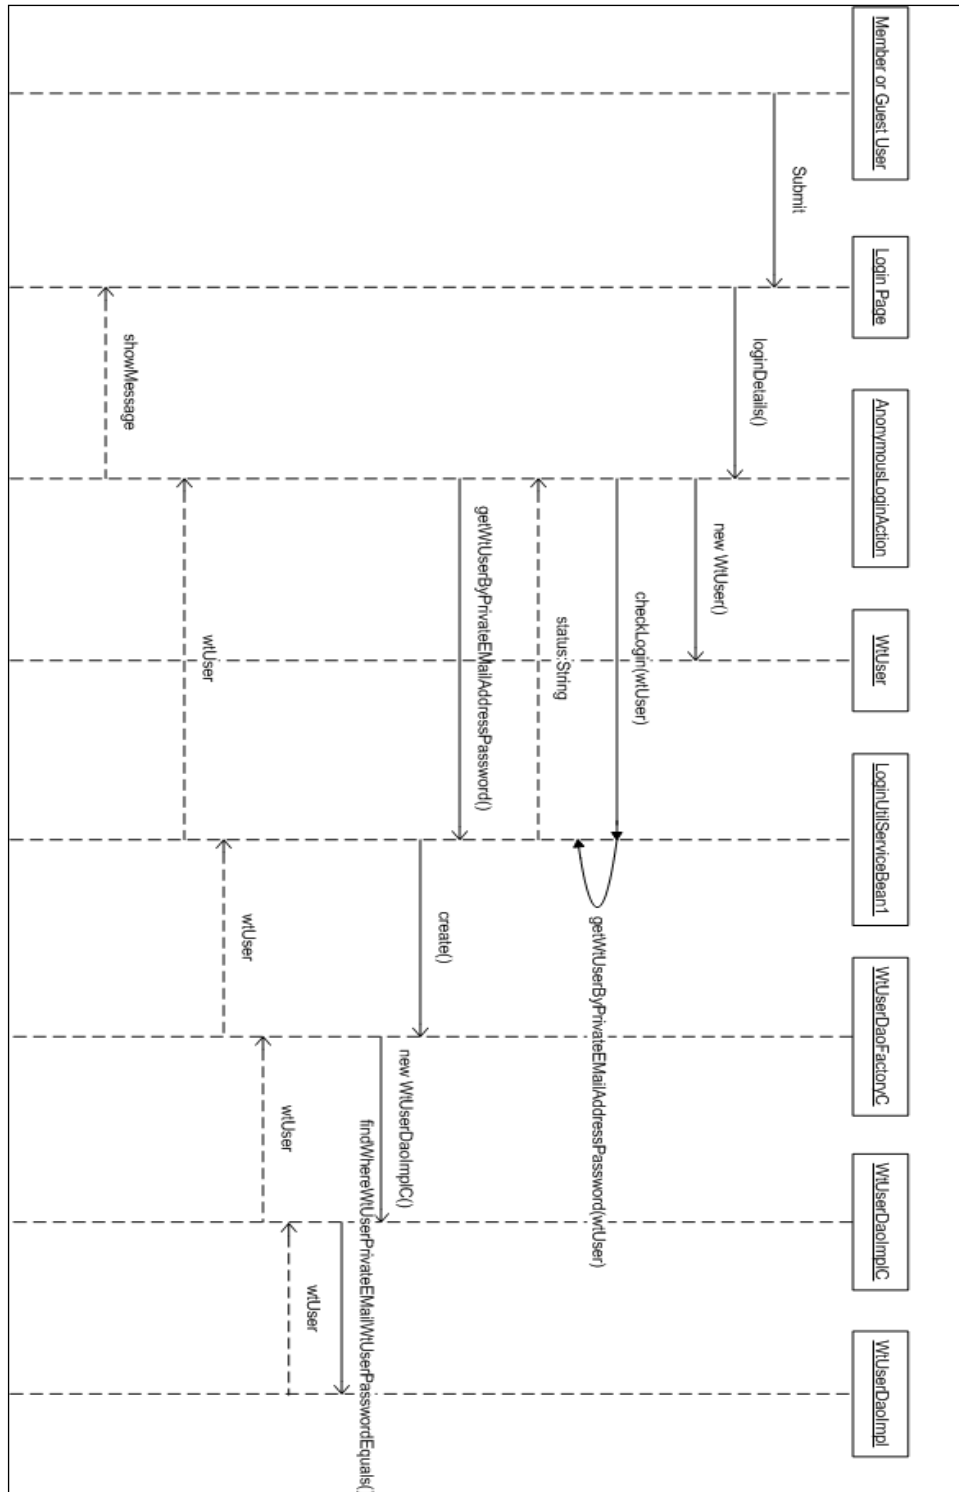 Member or Guest User
Login Page
AnonymousLoginAction
WtUser
LoginUtilServiceBean1
WtUserDaoFactoryC
WtUserDaoImplC
WtUserDaoImpl
Submit
loginDetails()
new WtUser()
checkLogin(wtUser)
getWtUserByPrivateEMailAddressPassword(wtUser)
status:String
getWtUserByPrivateEMailAddressPassword()
create()
new WtUserDaoImplC()
findWhereWtUserPrivateEMailWtUserPasswordEquals()
wtUser
wtUser
wtUser
wtUser
showMessage